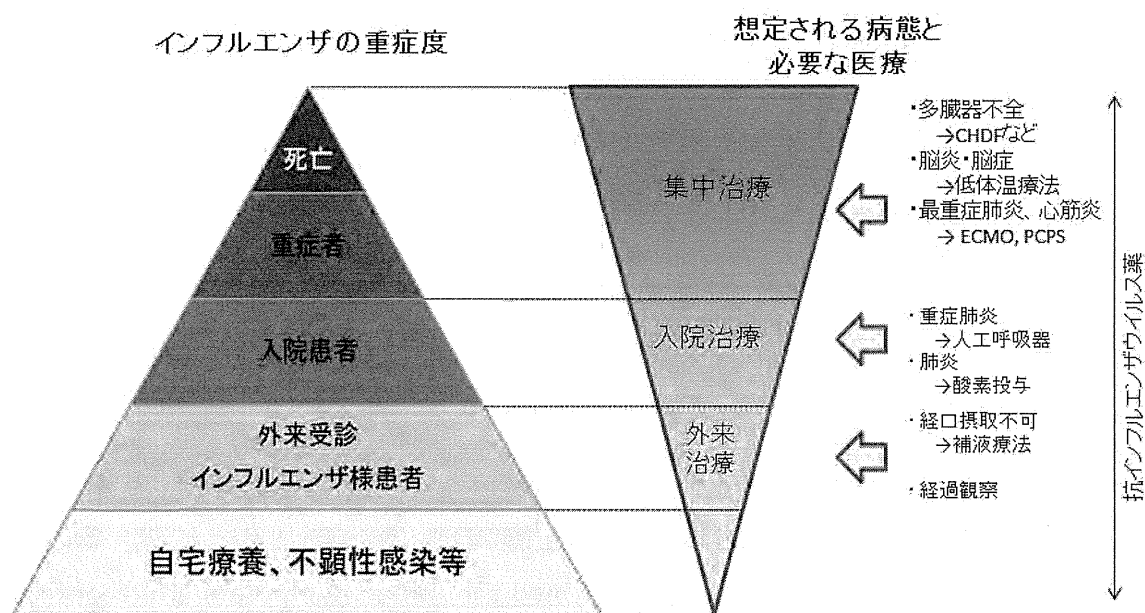 インフルエンザの重症度
想定される病態と
必要な医療
死亡
重症者
入院患者
外来受診
インフルエンザ様患者
自宅療養、不顕性感染等
集中治療
入院治療
外来
治療
・多臓器不全
→CHDFなど
・脳炎・脳症
→低体温療法
・最重症肺炎、心筋炎
→ ECMO, PCPS
・重症肺炎
→人工呼吸器
・肺炎
→酸素投与
・経口摂取不可
→補液療法
・経過観察
抗インフルエンザウイルス薬